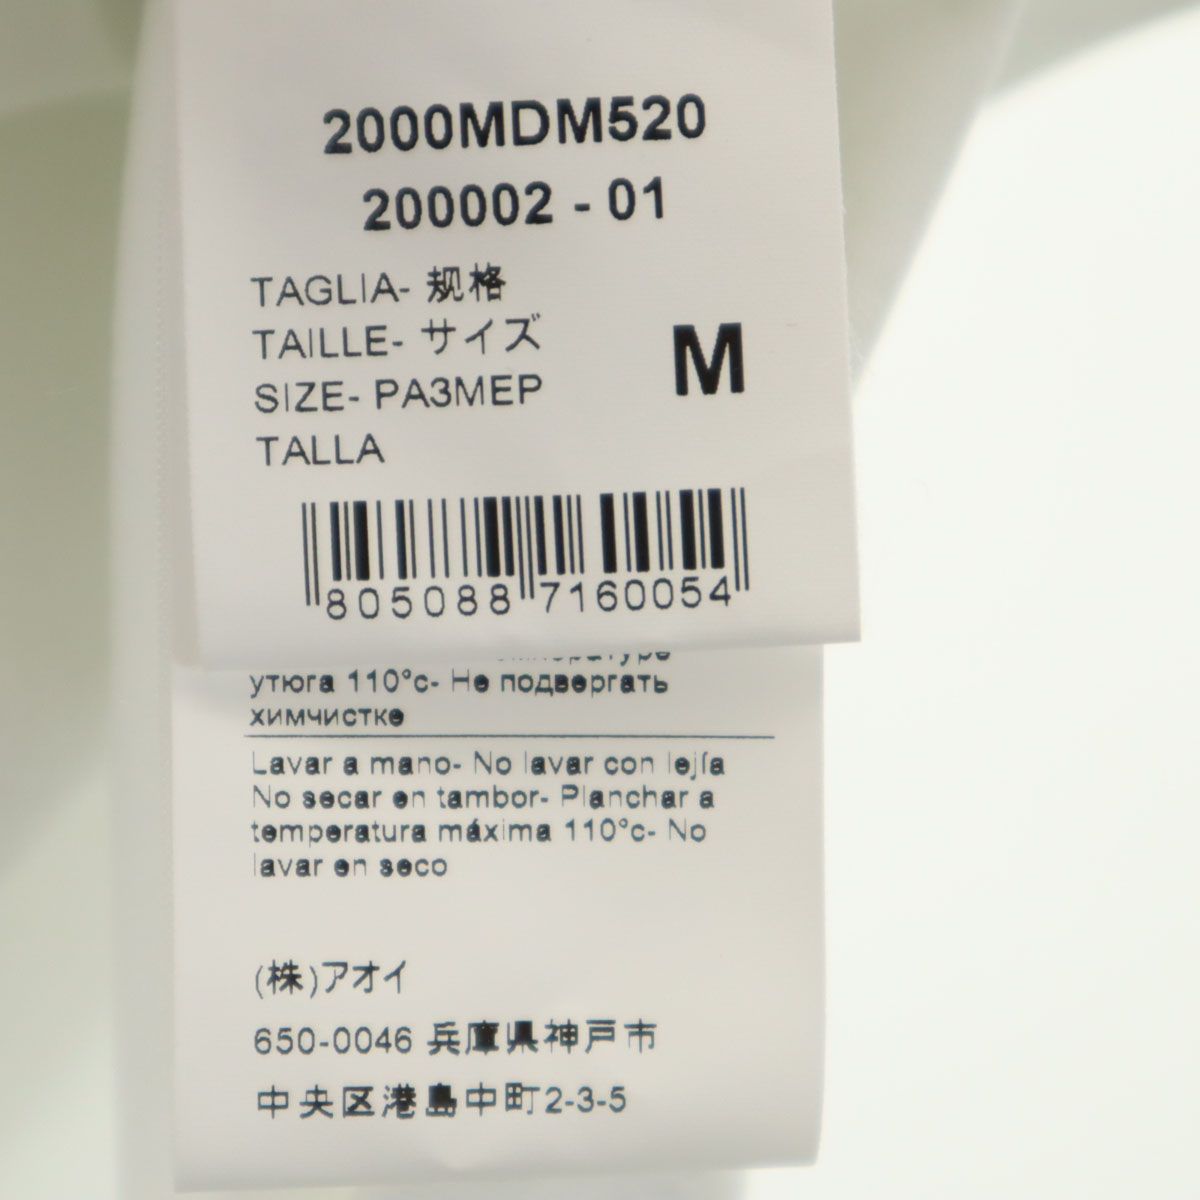 2000MDM520
200002 - 01
TAGLIA- 规格
TAILLE- サイズ
SIZE- РАЗМЕР
TALLA
M
8050887160054
утюга 110°c- Не подвергать
химчистке
Lavar a mano- No lavar con lejía
No secar en tambor- Planchar a
temperatura máxima 110°c- No
lavar en seco
(株)アオイ
650-0046 兵庫県神戸市
中央区港島中町2-3-5